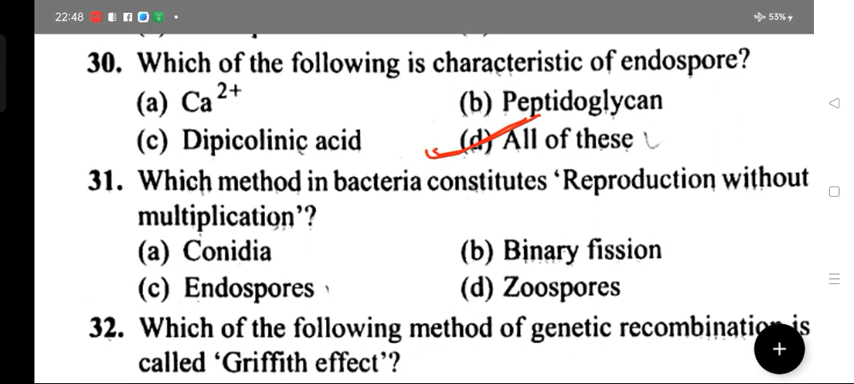 22:48
53%
30. Which of the following is characteristic of endospore?
(a) Ca2+ (b) Peptidoglycan
(c) Dipicolinic acid (d) All of these
31. Which method in bacteria constitutes ‘Reproduction without
multiplication’?
(a) Conidia (b) Binary fission
(c) Endospores (d) Zoospores
32. Which of the following method of genetic recombination is
called ‘Griffith effect’?